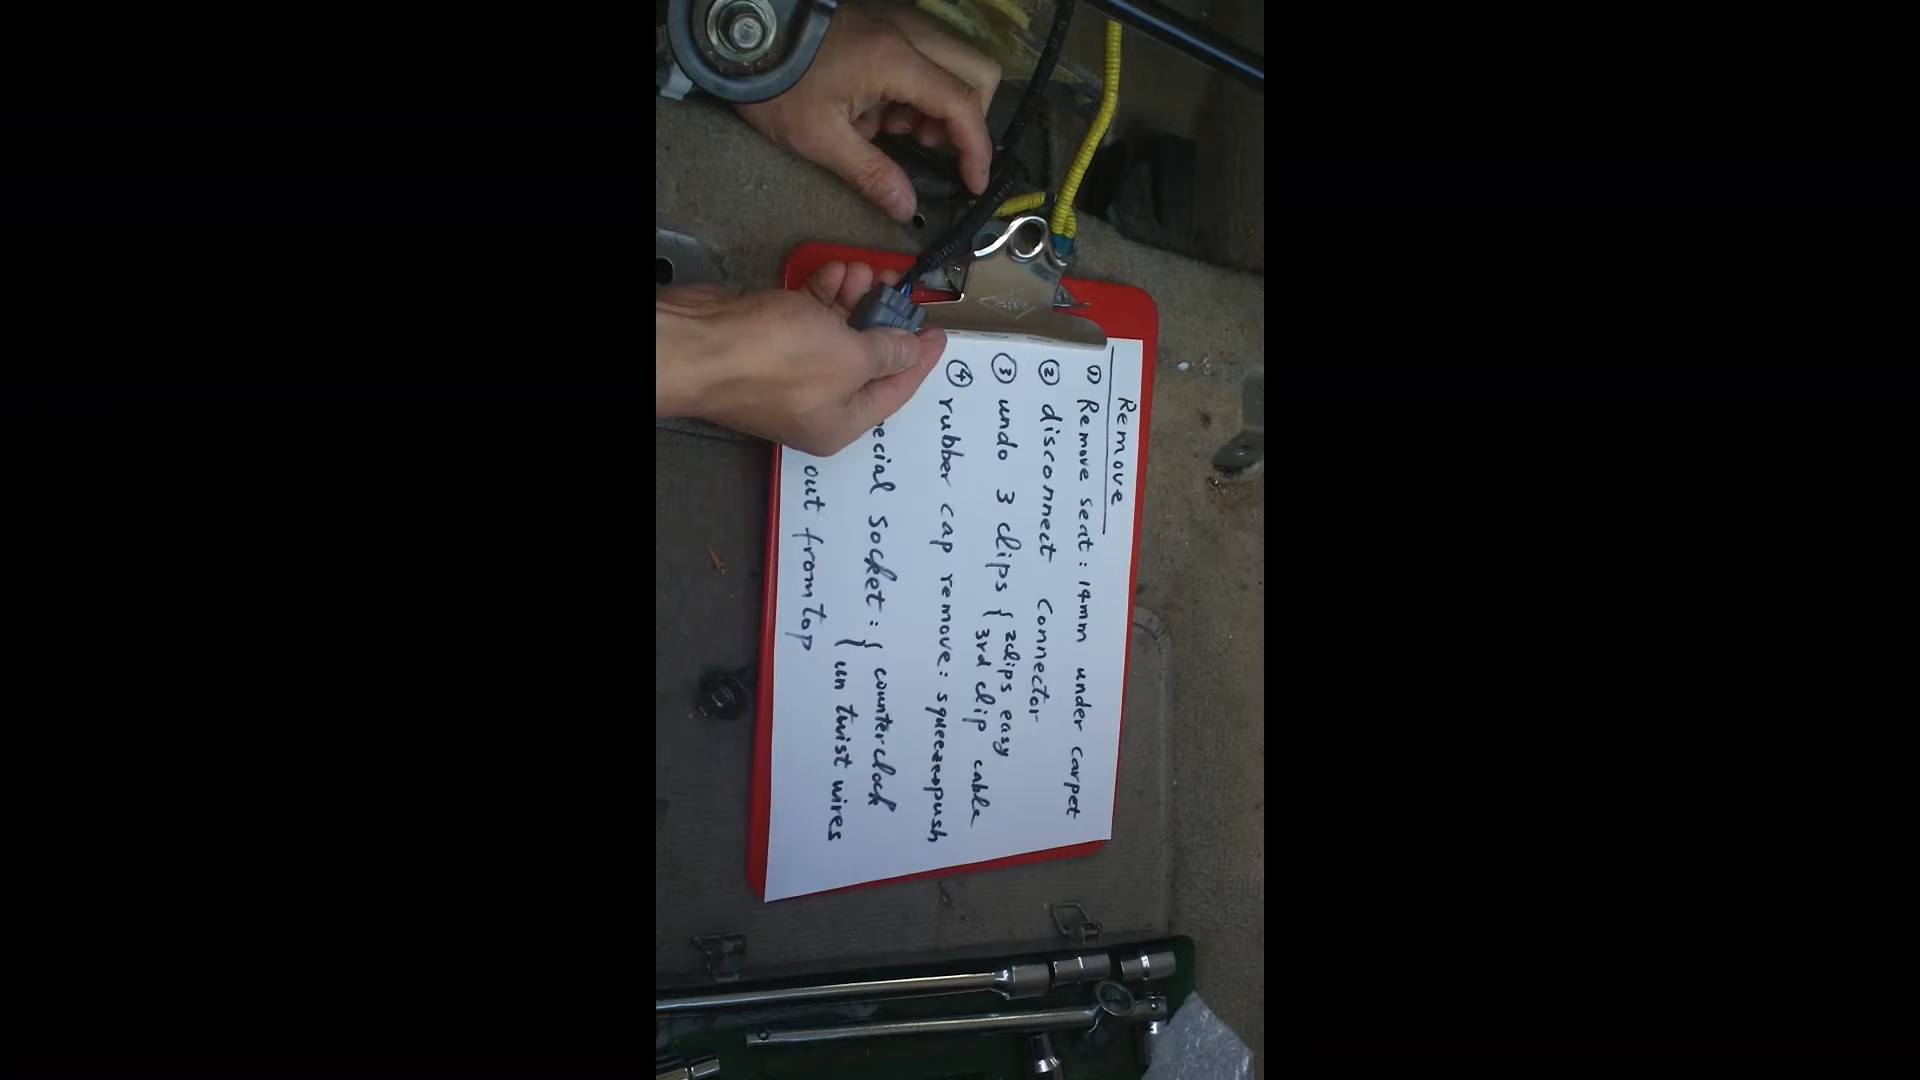 Remove
① Remove seat: 14mm under carpet
② disconnect connector
③ undo 3 clips { 2clips easy
3rd clip cable
④ rubber cap remove: squeeze→push
ecial socket: { counterclock
un twist wires
out from top